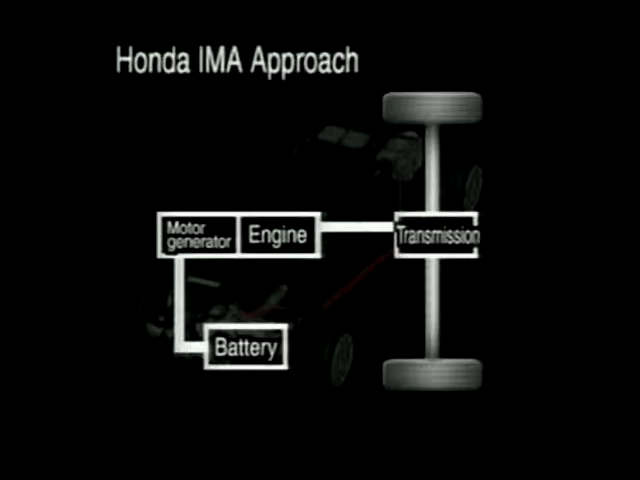 Honda IMA Approach
Motor
generator
Engine
Transmission
Battery